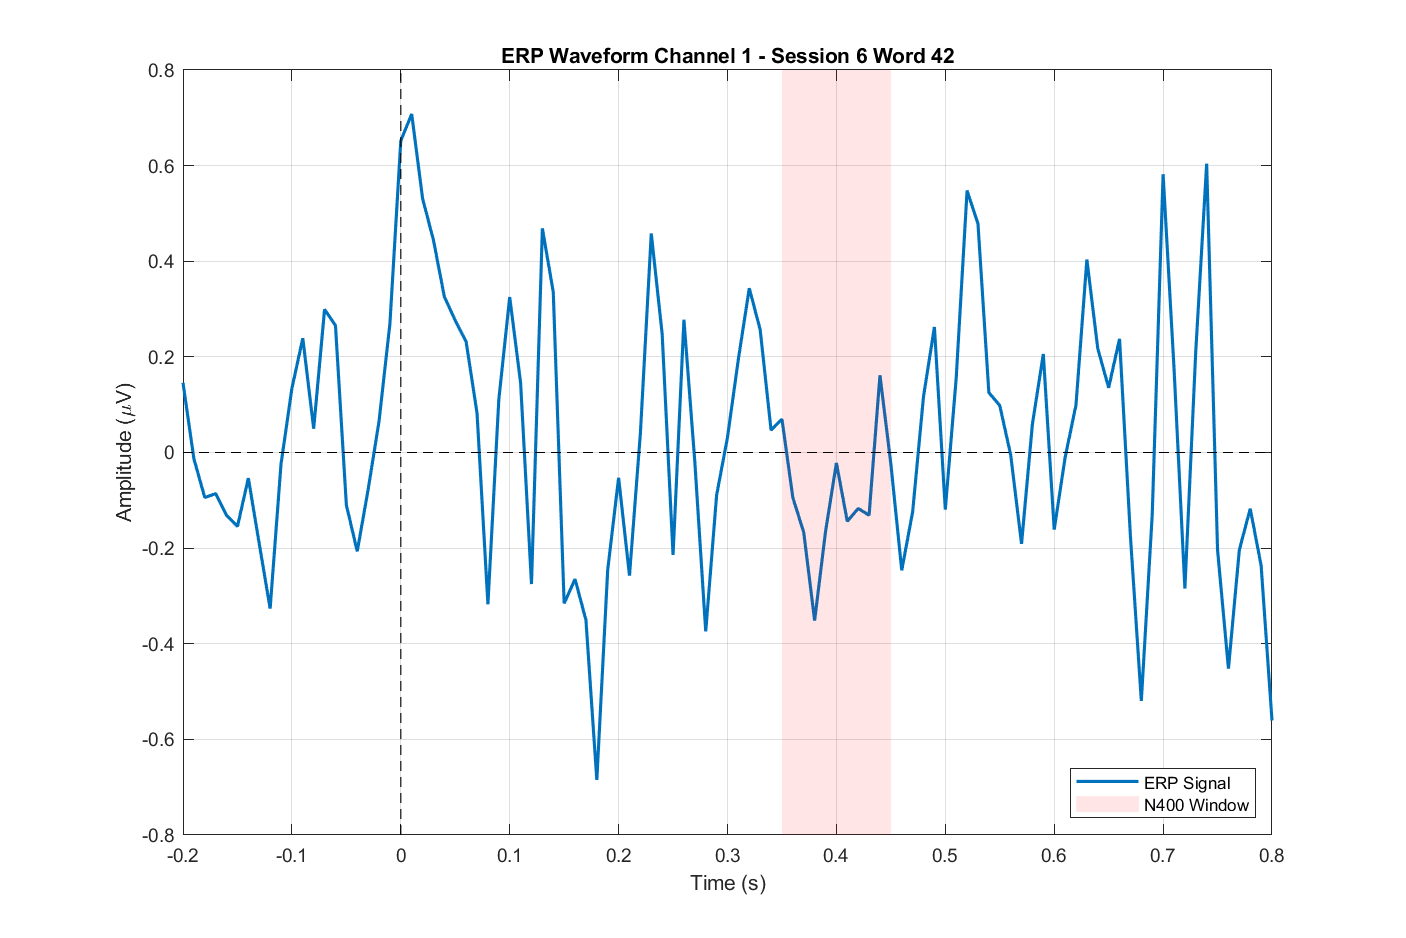 ERP Waveform Channel 1 - Session 6 Word 42
0.8
0.6
0.4
0.2
0
-0.2
-0.4
-0.6
-0.8
Amplitude (μV)
ERP Signal
N400 Window
-0.2 -0.1 0 0.1 0.2 0.3 0.4 0.5 0.6 0.7 0.8
Time (s)